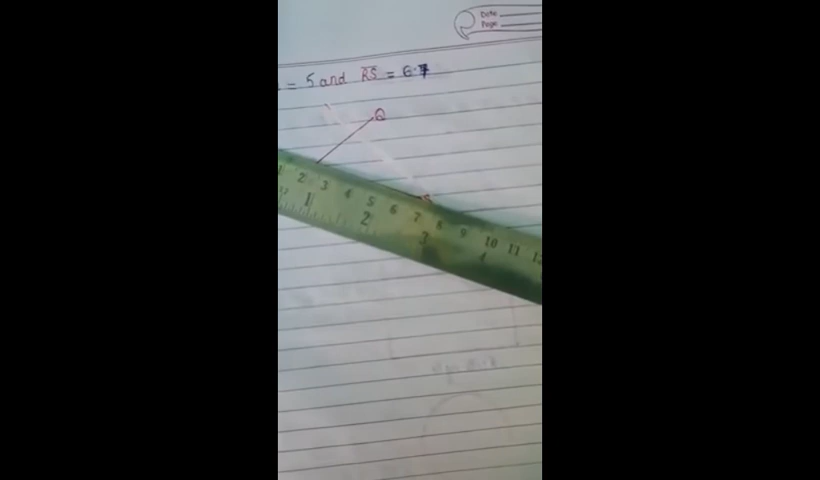 Date
Page
= 5 and RS = 6.7
Q
S
1 2 3 4 5 6 7 8 9 10 11 12
1 2 3 4